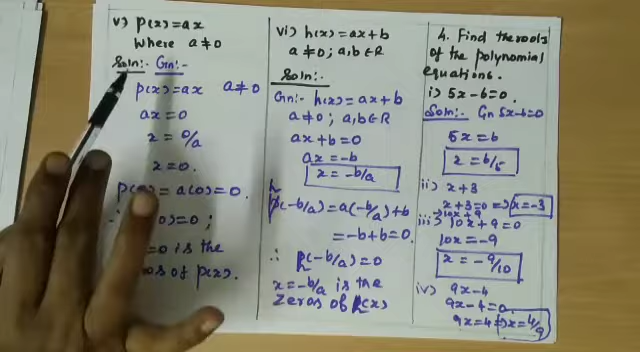 v) p(x)=ax
Where a≠0
Soln:- Gn:-
p(x)=ax a≠0
ax=0
x=0/a
x=0.
= a(0)=0.
0)=0;
=0 is the
of p(x).
vi) h(x)=ax+b
a≠0; a,b∈R
Soln:-
Gn:- h(x)=ax+b
a≠0; a,b∈R
ax+b=0
ax=-b
x=-b/a
h(-b/a)=a(-b/a)+b
=-b+b=0.
∴ h(-b/a)=0
x=-b/a is the
Zeros of h(x)
4. Find the roots
of the polynomial
equations.
i) 5x-6=0.
Soln:- Gn 5x-6=0
5x=6
x=6/5
ii) x+3
x+3=0 ⇒ x=-3
iii) 10x+9
10x+9=0
10x=-9
x=-9/10
iv) 9x-4
9x-4=0
9x=4 ⇒ x=4/9